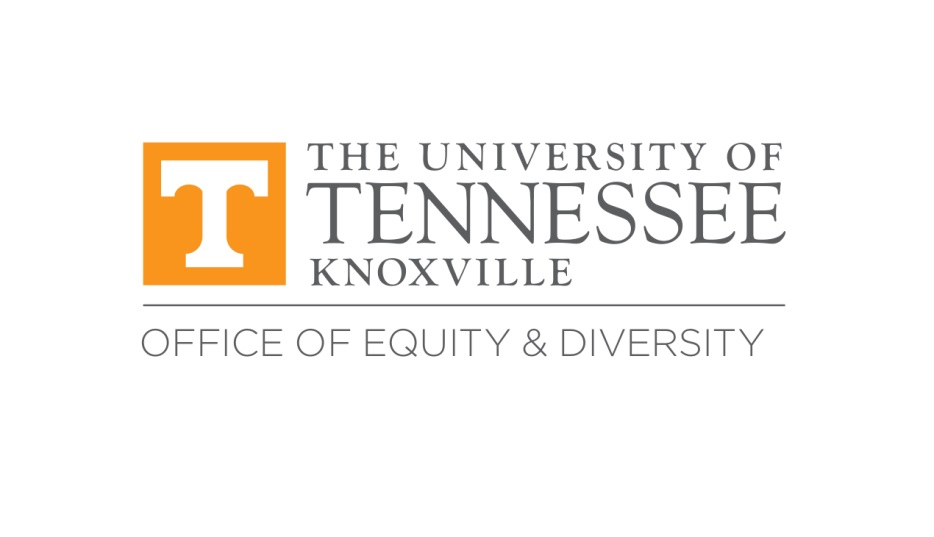 T
THE UNIVERSITY OF
TENNESSEE
KNOXVILLE
OFFICE OF EQUITY & DIVERSITY